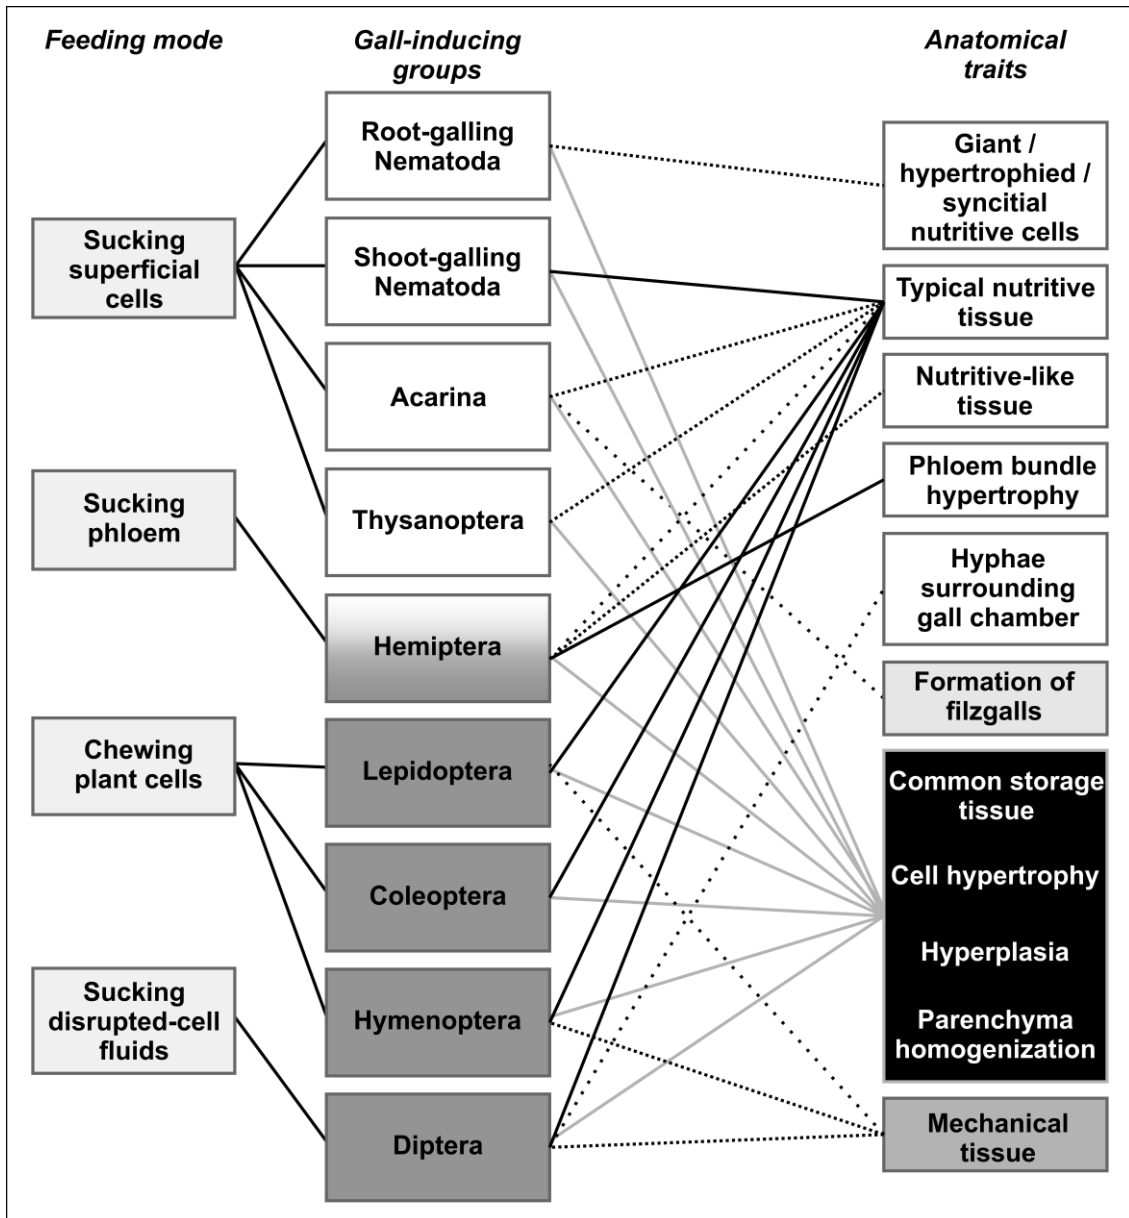 Feeding mode
Gall-inducing
groups
Anatomical
traits
Sucking
superficial
cells
Sucking
phloem
Chewing
plant cells
Sucking
disrupted-cell
fluids
Root-galling
Nematoda
Shoot-galling
Nematoda
Acarina
Thysanoptera
Hemiptera
Lepidoptera
Coleoptera
Hymenoptera
Diptera
Giant /
hypertrophied /
syncitial
nutritive cells
Typical nutritive
tissue
Nutritive-like
tissue
Phloem bundle
hypertrophy
Hyphae
surrounding
gall chamber
Formation of
filzgalls
Common storage
tissue
Cell hypertrophy
Hyperplasia
Parenchyma
homogenization
Mechanical
tissue